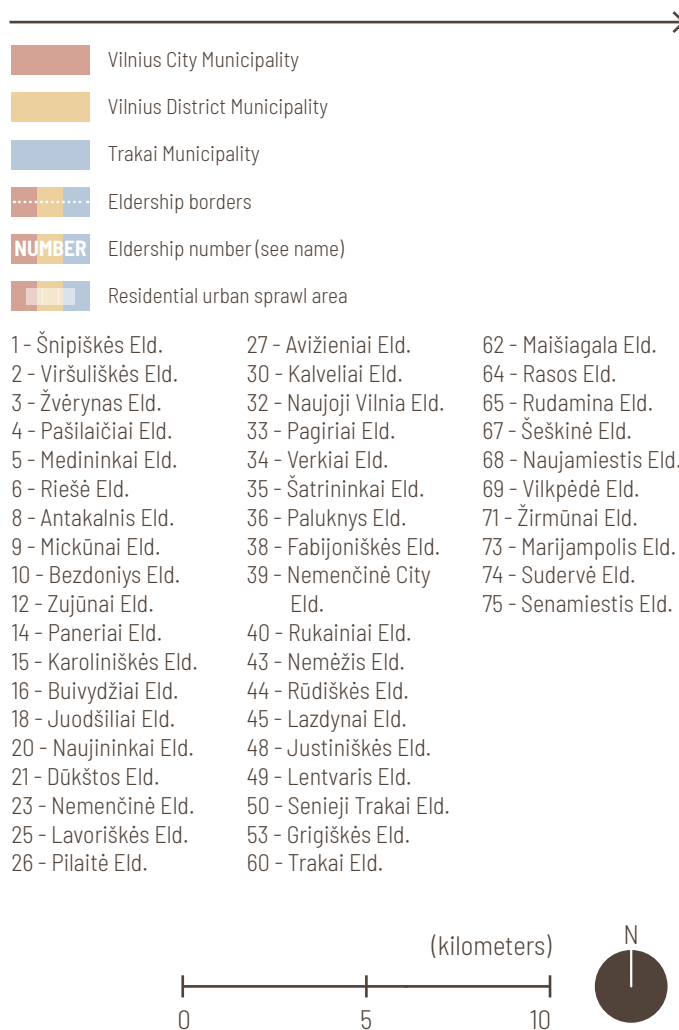 Vilnius City Municipality
Vilnius District Municipality
Trakai Municipality
Eldership borders
NUMBER Eldership number (see name)
Residential urban sprawl area
1 - Šnipiškės Eld.
2 - Viršuliškės Eld.
3 - Žvėrynas Eld.
4 - Pašilaičiai Eld.
5 - Medininkai Eld.
6 - Riešė Eld.
8 - Antakalnis Eld.
9 - Mickūnai Eld.
10 - Bezdoniys Eld.
12 - Zujūnai Eld.
14 - Paneriai Eld.
15 - Karoliniškės Eld.
16 - Buivydžiai Eld.
18 - Juodšiliai Eld.
20 - Naujininkai Eld.
21 - Dūkštos Eld.
23 - Nemenčinė Eld.
25 - Lavoriškės Eld.
26 - Pilaitė Eld.
27 - Avižieniai Eld.
30 - Kalveliai Eld.
32 - Naujoji Vilnia Eld.
33 - Pagiriai Eld.
34 - Verkiai Eld.
35 - Šatrininkai Eld.
36 - Paluknys Eld.
38 - Fabijoniškės Eld.
39 - Nemenčinė City
Eld.
40 - Rukainiai Eld.
43 - Nemėžis Eld.
44 - Rūdiškės Eld.
45 - Lazdynai Eld.
48 - Justiniškės Eld.
49 - Lentvaris Eld.
50 - Senieji Trakai Eld.
53 - Grigiškės Eld.
60 - Trakai Eld.
62 - Maišiagala Eld.
64 - Rasos Eld.
65 - Rudamina Eld.
67 - Šeškinė Eld.
68 - Naujamiestis Eld.
69 - Vilkpėdė Eld.
71 - Žirmūnai Eld.
73 - Marijampolis Eld.
74 - Sudervė Eld.
75 - Senamiestis Eld.
(kilometers)
N
0 5 10